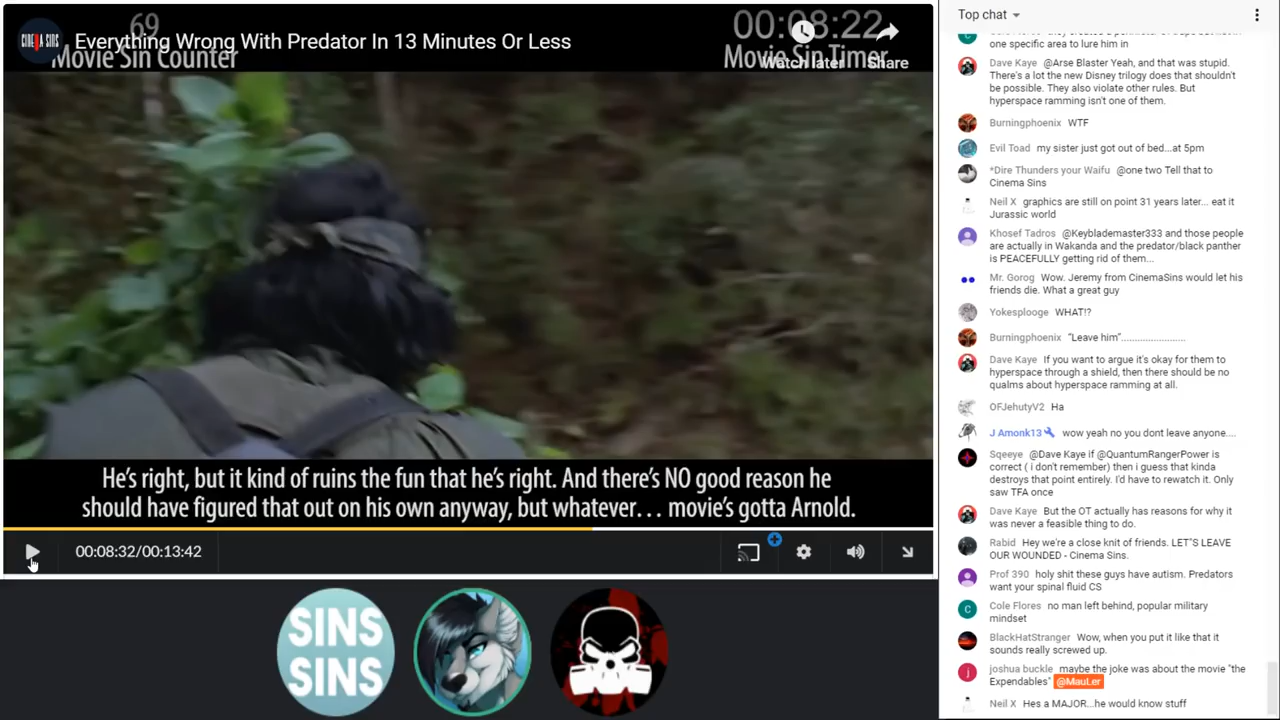 69
Movie Sin Counter
00:08:22
Movie Sin Timer
CINEMA SINS
Everything Wrong With Predator In 13 Minutes Or Less
Watch later
Share
He's right, but it kind of ruins the fun that he's right. And there's NO good reason he
should have figured that out on his own anyway, but whatever... movie's gotta Arnold.
00:08:32/00:13:42
SINS
SINS
Top chat
one specific area to lure him in
Dave Kaye @Arse Blaster Yeah, and that was stupid.
There's a lot the new Disney trilogy does that shouldn't
be possible. They also violate other rules. But
hyperspace ramming isn't one of them.
Burningphoenix WTF
Evil Toad my sister just got out of bed...at 5pm
*Dire Thunders your Waifu @one two Tell that to
Cinema Sins
Neil X graphics are still on point 31 years later... eat it
Jurassic world
Khosef Tadros @Keyblademaster333 and those people
are actually in Wakanda and the predator/black panther
is PEACEFULLY getting rid of them...
Mr. Gorog Wow. Jeremy from CinemaSins would let his
friends die. What a great guy
Yokesplooge WHAT!?
Burningphoenix “Leave him”........................
Dave Kaye If you want to argue it's okay for them to
hyperspace through a shield, then there should be no
qualms about hyperspace ramming at all.
OFJehutyV2 Ha
J Amonk13 wow yeah no you dont leave anyone....
Sqeeye @Dave Kaye if @QuantumRangerPower is
correct ( i don't remember) then i guess that kinda
destroys that point entirely. I'd have to rewatch it. Only
saw TFA once
Dave Kaye But the OT actually has reasons for why it
was never a feasible thing to do.
Rabid Hey we're a close knit of friends. LET"S LEAVE
OUR WOUNDED - Cinema Sins.
Prof 390 holy shit these guys have autism. Predators
want your spinal fluid CS
C
Cole Flores no man left behind, popular military
mindset
BlackHatStranger Wow, when you put it like that it
sounds really screwed up.
j
joshua buckle maybe the joke was about the movie "the
Expendables" @MauLer
Neil X Hes a MAJOR...he would know stuff